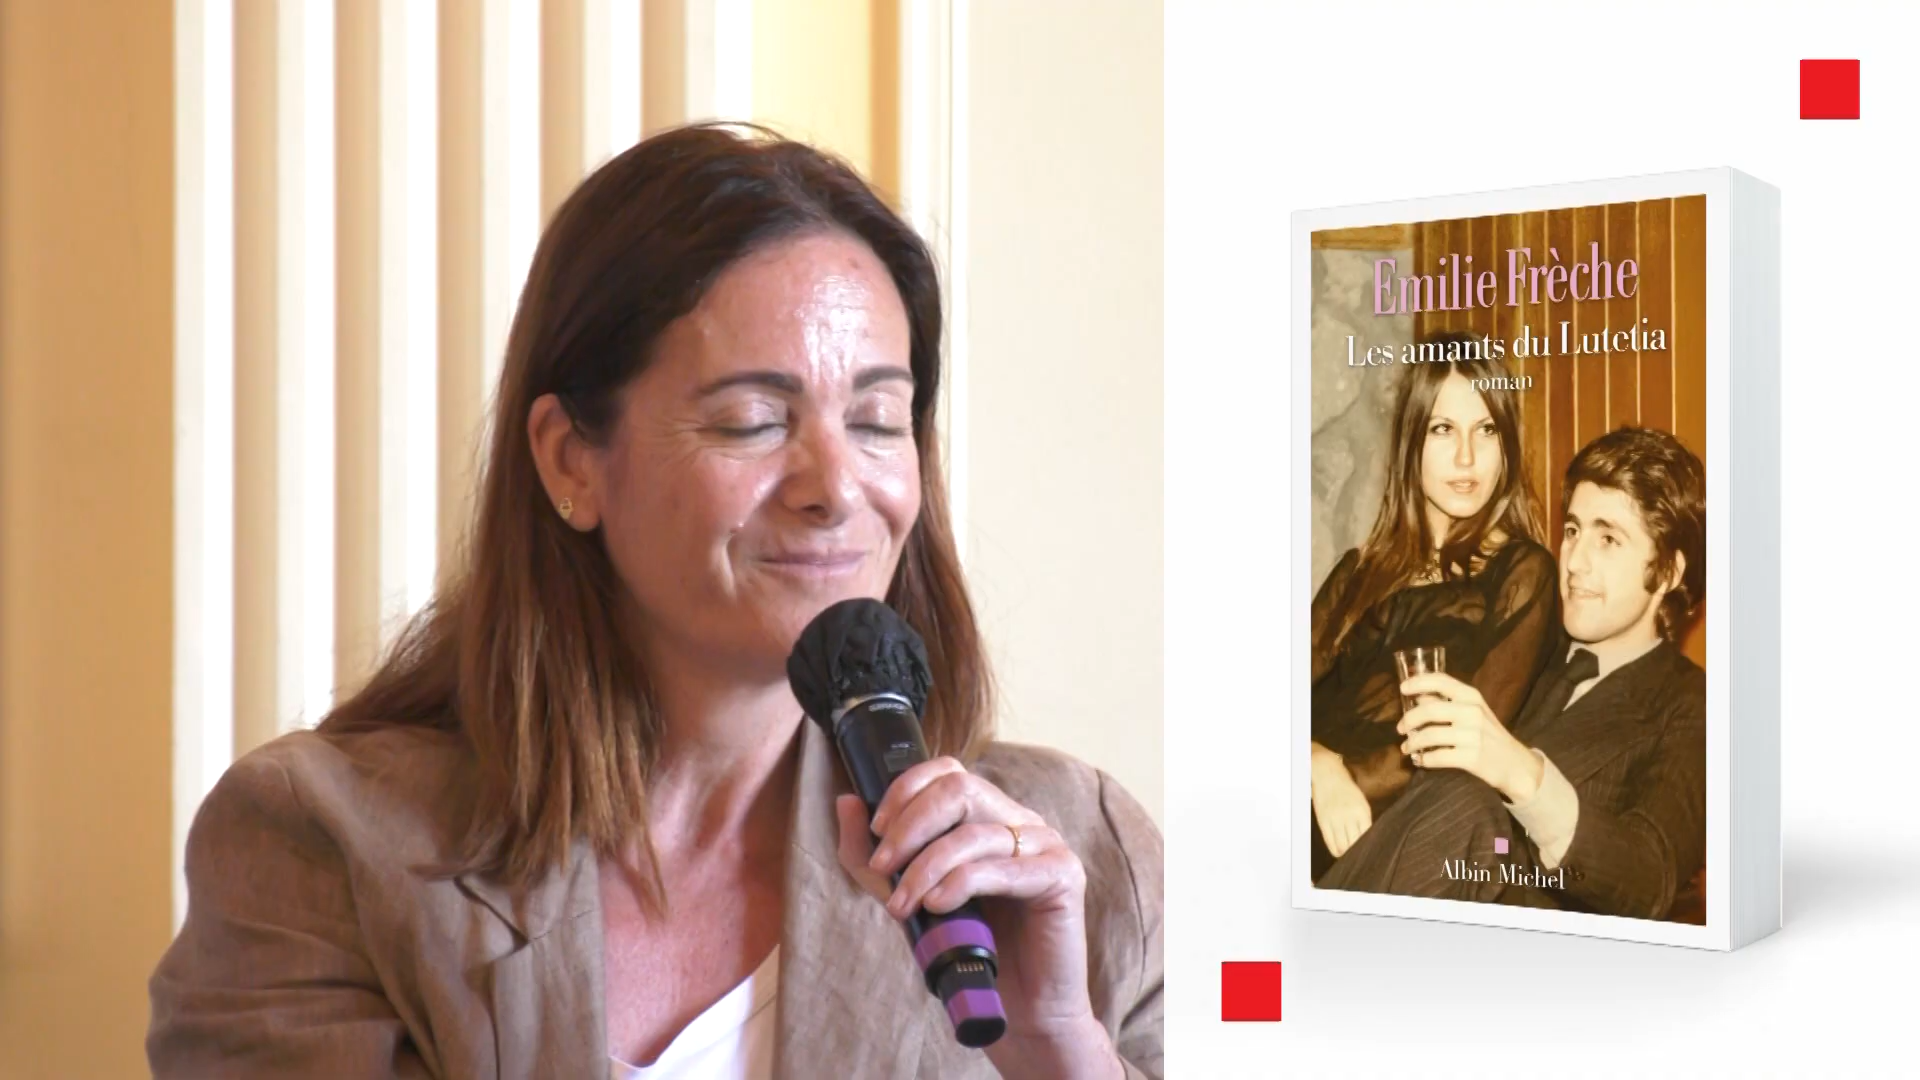 Emilie Frèche
Les amants du Lutetia
roman
Albin Michel